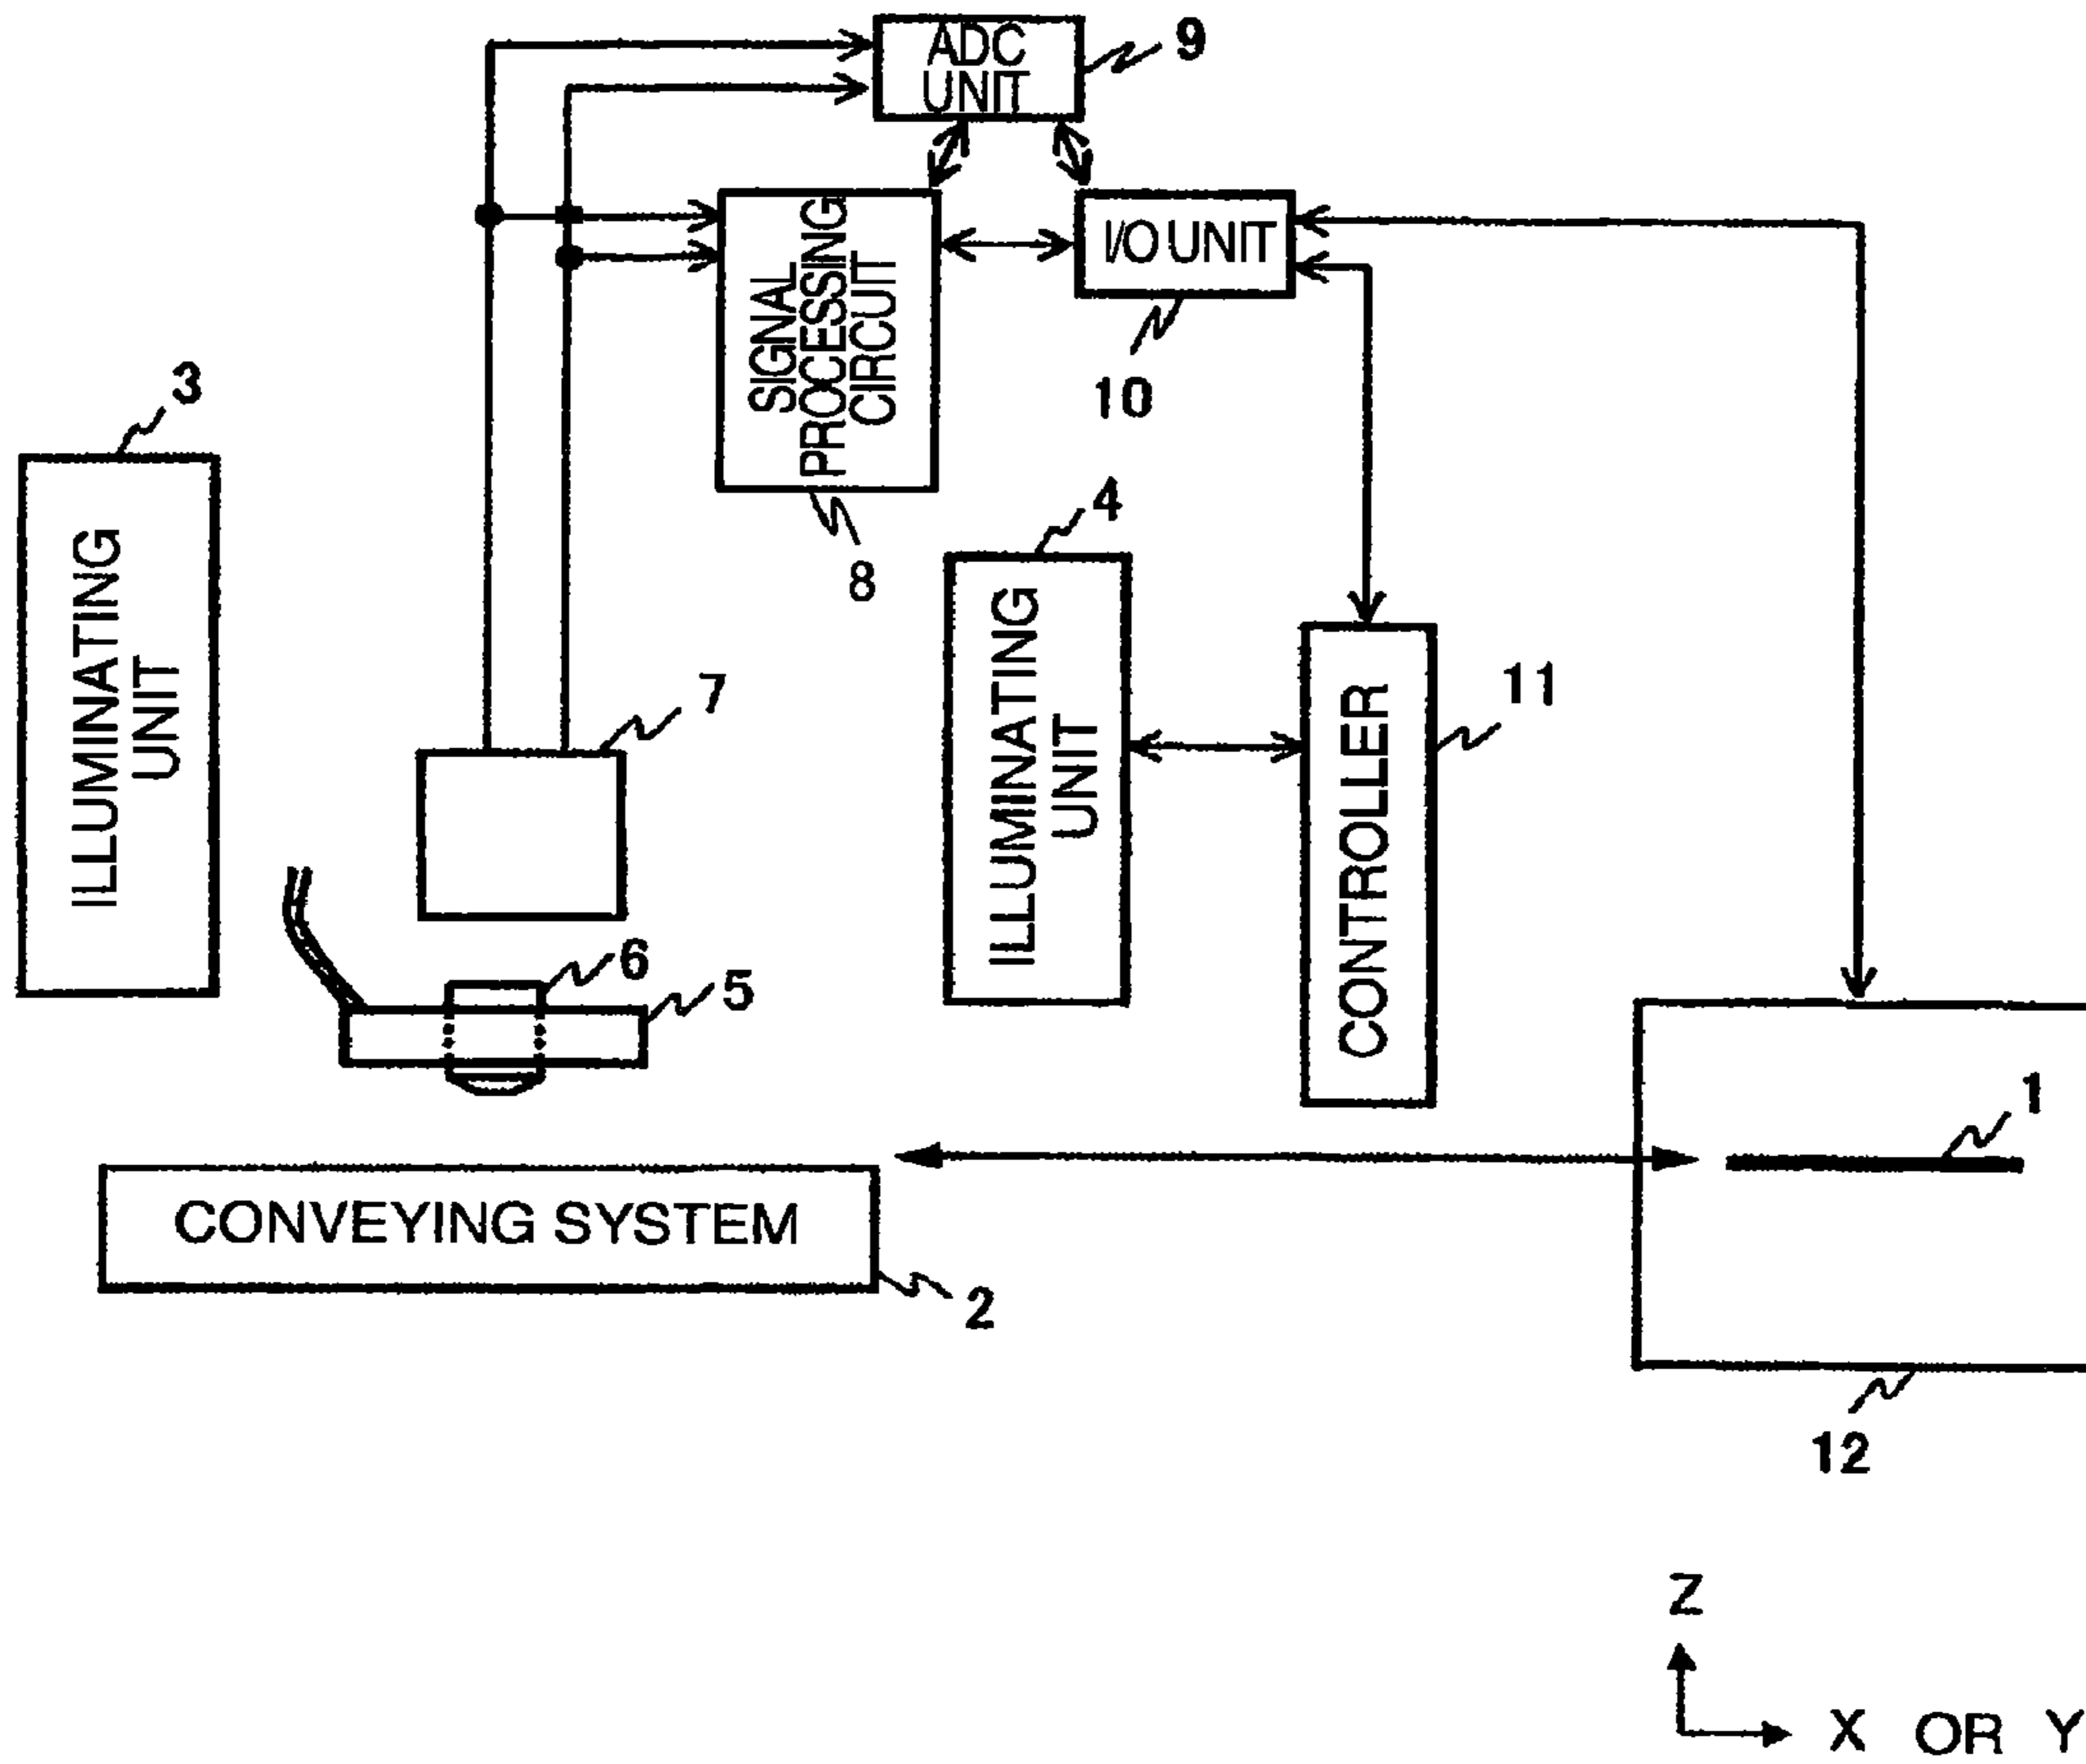 ADC
UNIT
9
SIGNAL
PROCESSING
CIRCUIT
8
I/O UNIT
10
3
ILLUMINATING
UNIT
4
ILLUMINATING
UNIT
CONTROLLER
11
7
6
5
1
CONVEYING SYSTEM
2
12
Z
X OR Y